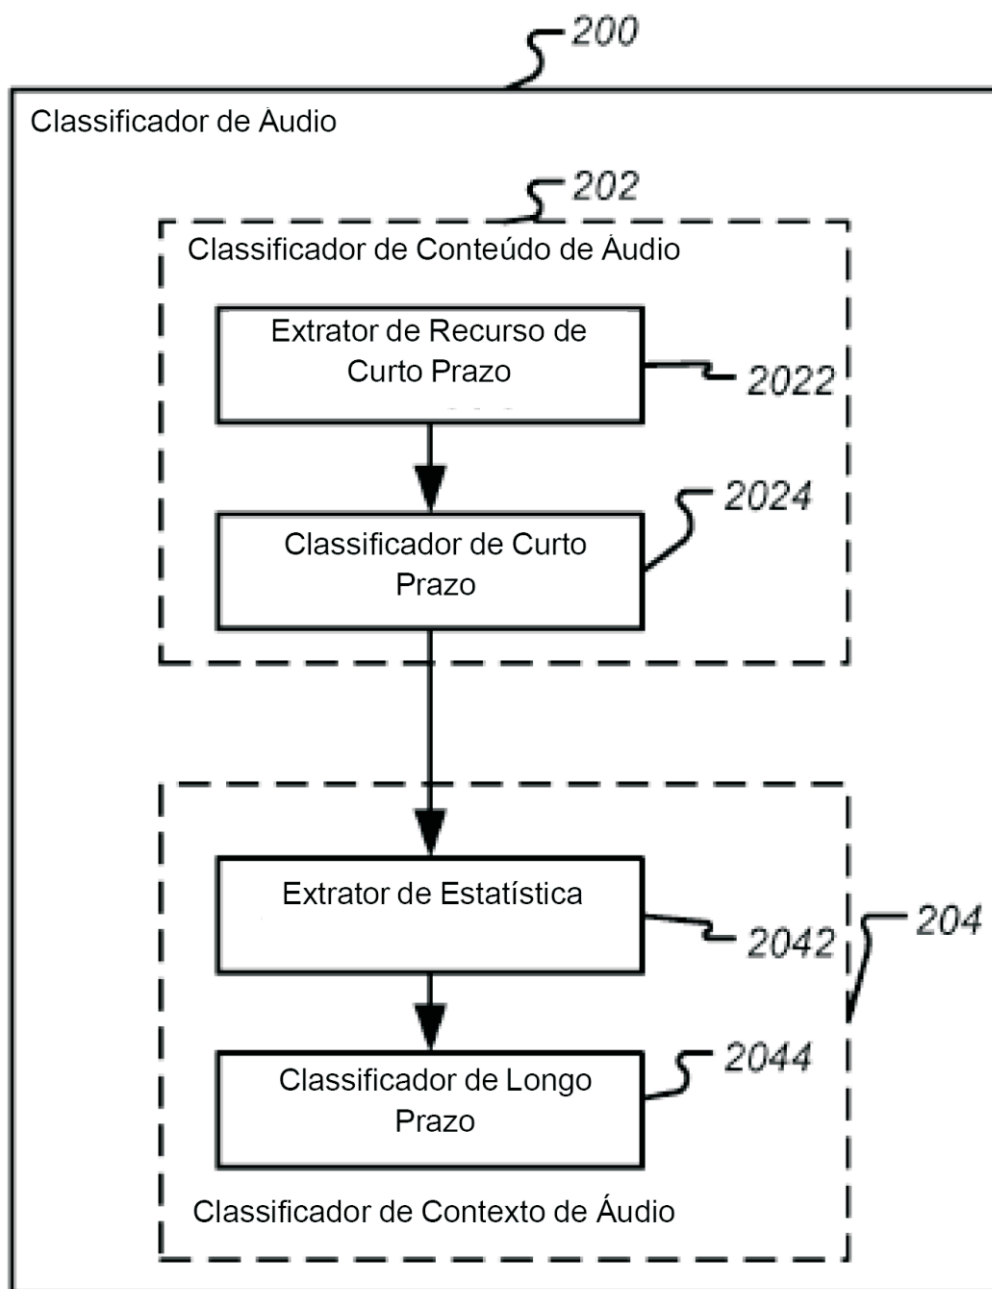 200
Classificador de Áudio
202
Classificador de Conteúdo de Áudio
Extrator de Recurso de
Curto Prazo
2022
2024
Classificador de Curto
Prazo
Extrator de Estatística
2042
204
2044
Classificador de Longo
Prazo
Classificador de Contexto de Áudio